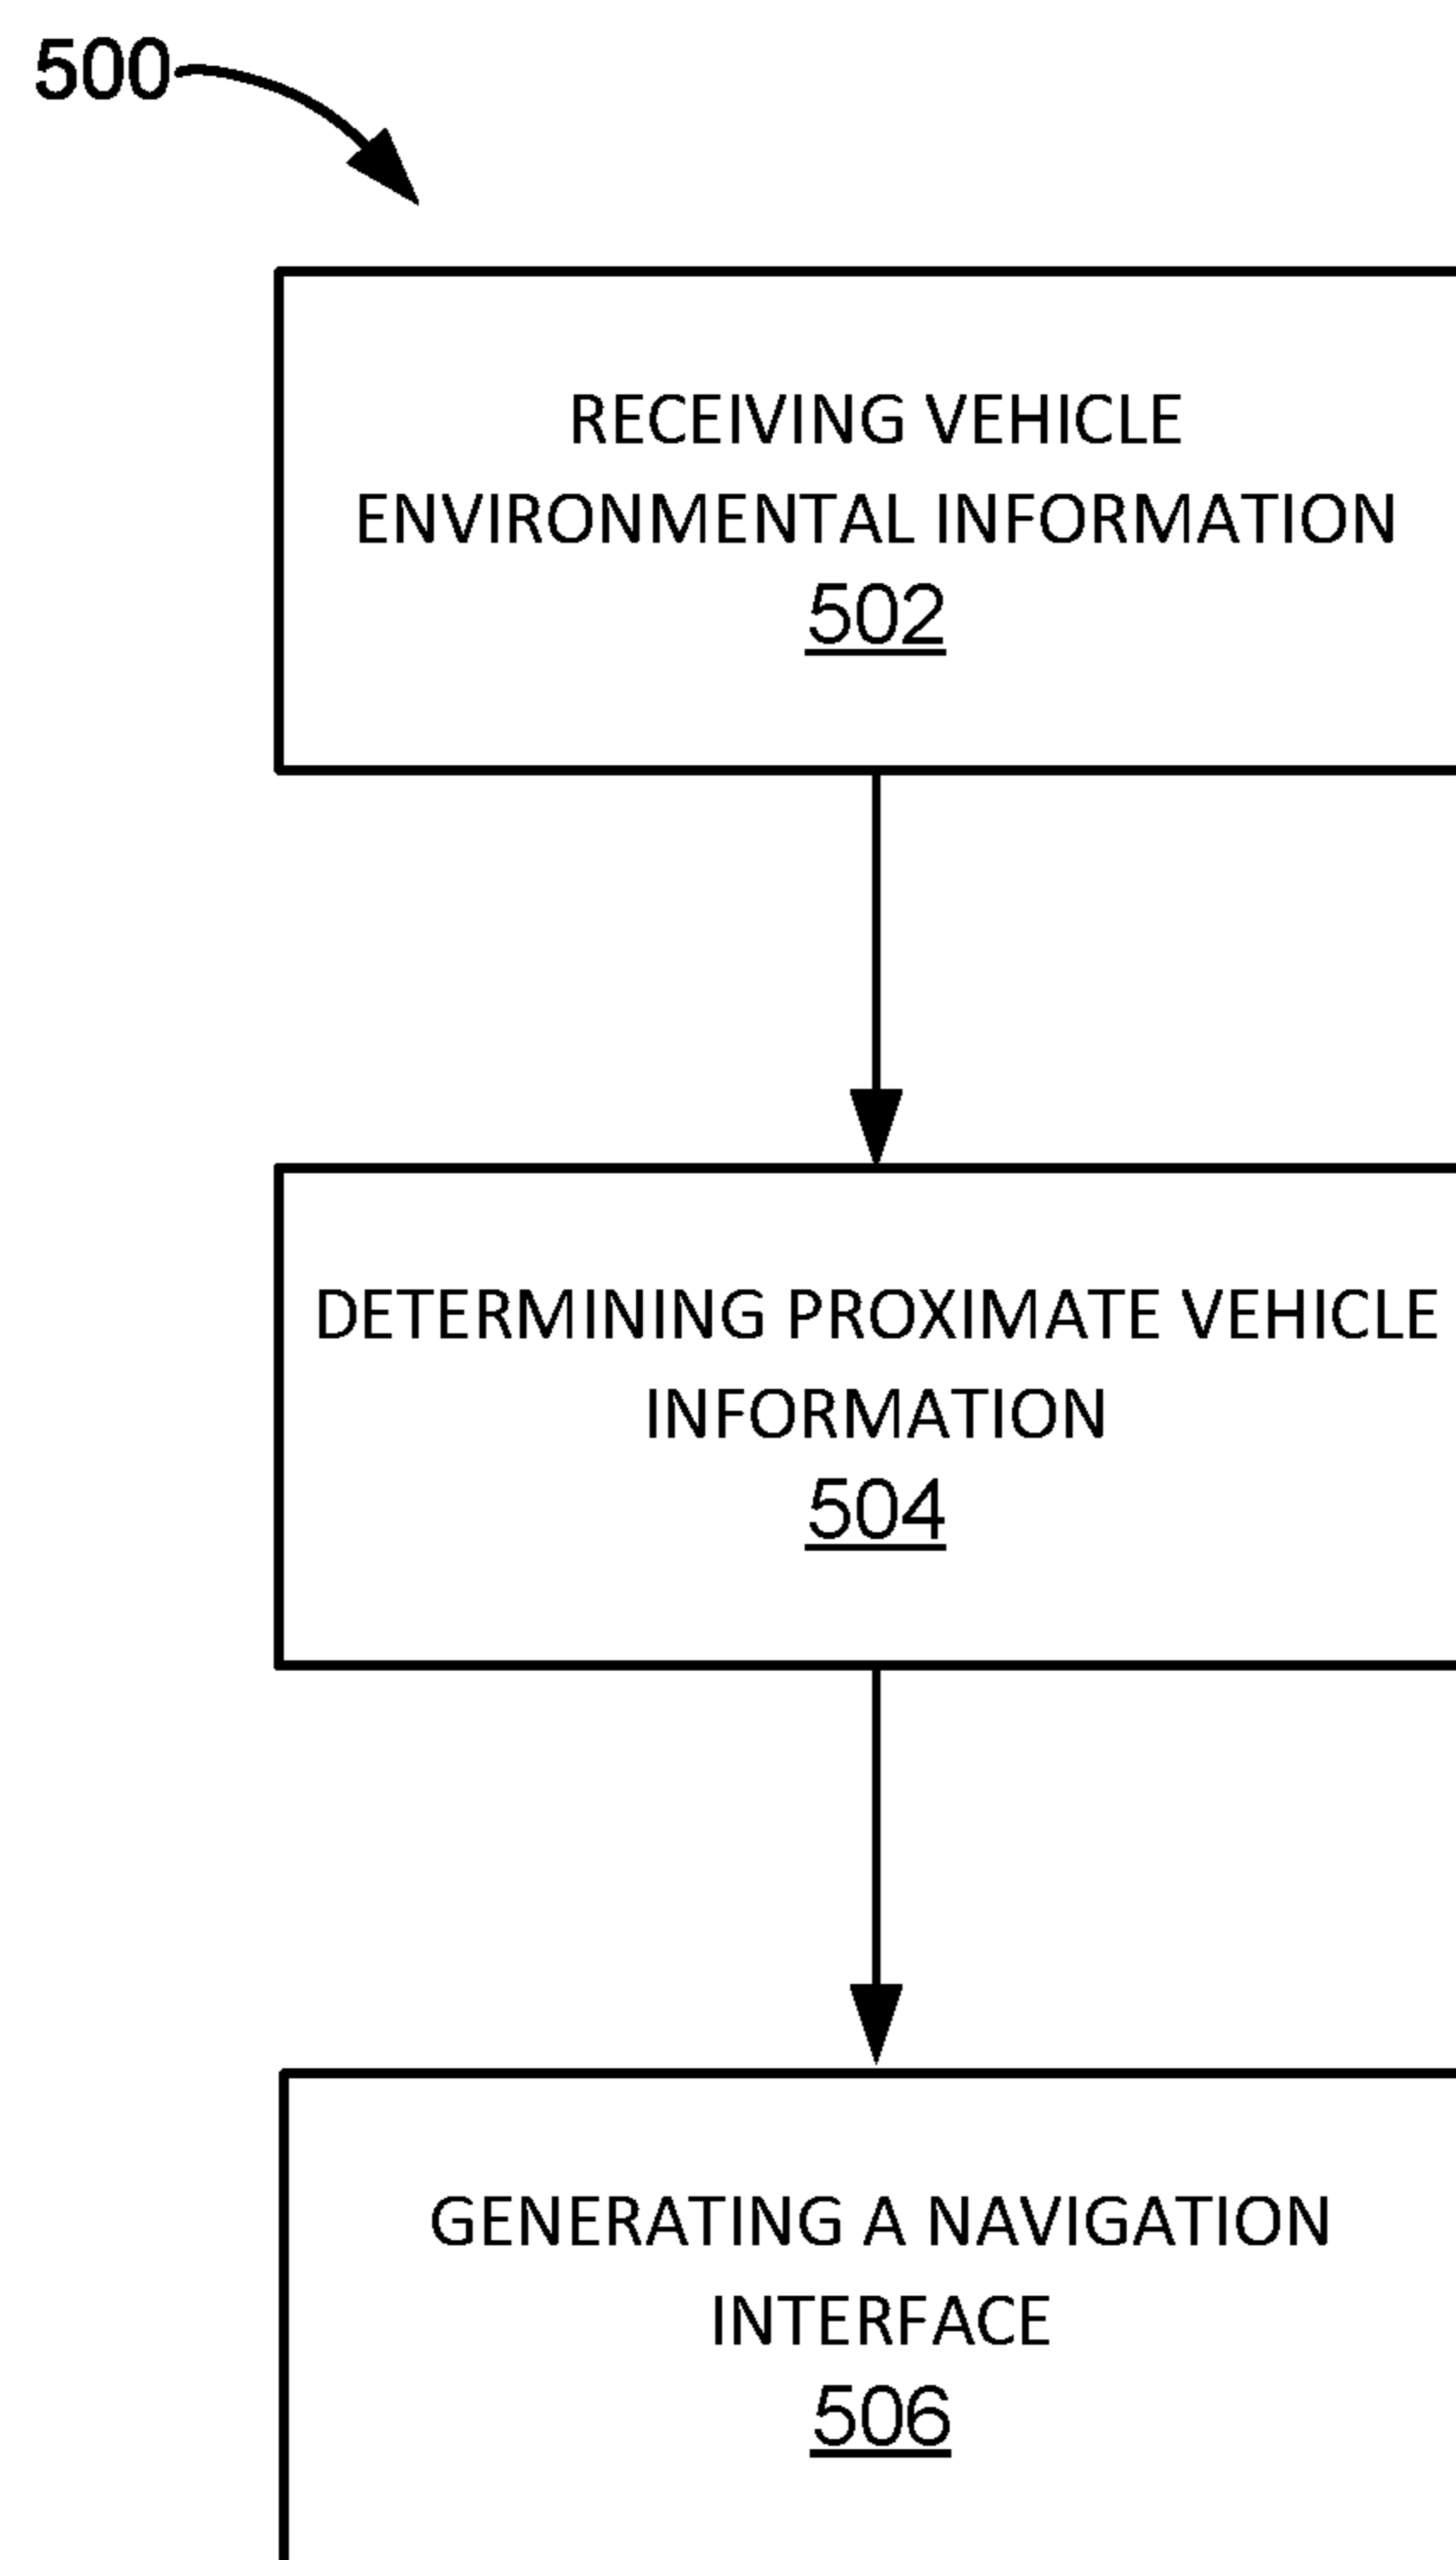 500
RECEIVING VEHICLE
ENVIRONMENTAL INFORMATION
502
DETERMINING PROXIMATE VEHICLE
INFORMATION
504
GENERATING A NAVIGATION
INTERFACE
506